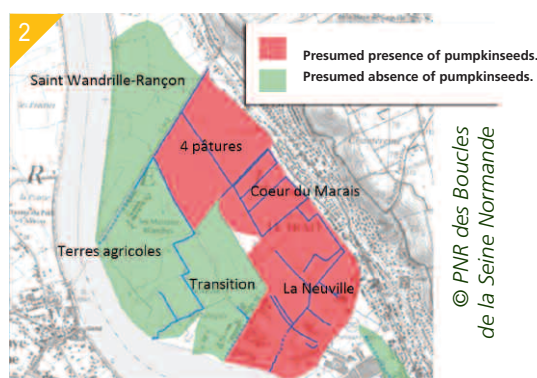 2
Presumed presence of pumpkinseeds.
Presumed absence of pumpkinseeds.
Saint Wandrille-Rançon
4 pâtures
Coeur du Marais
Terres agricoles
Transition
La Neuville
© PNR des Boucles
de la Seine Normande